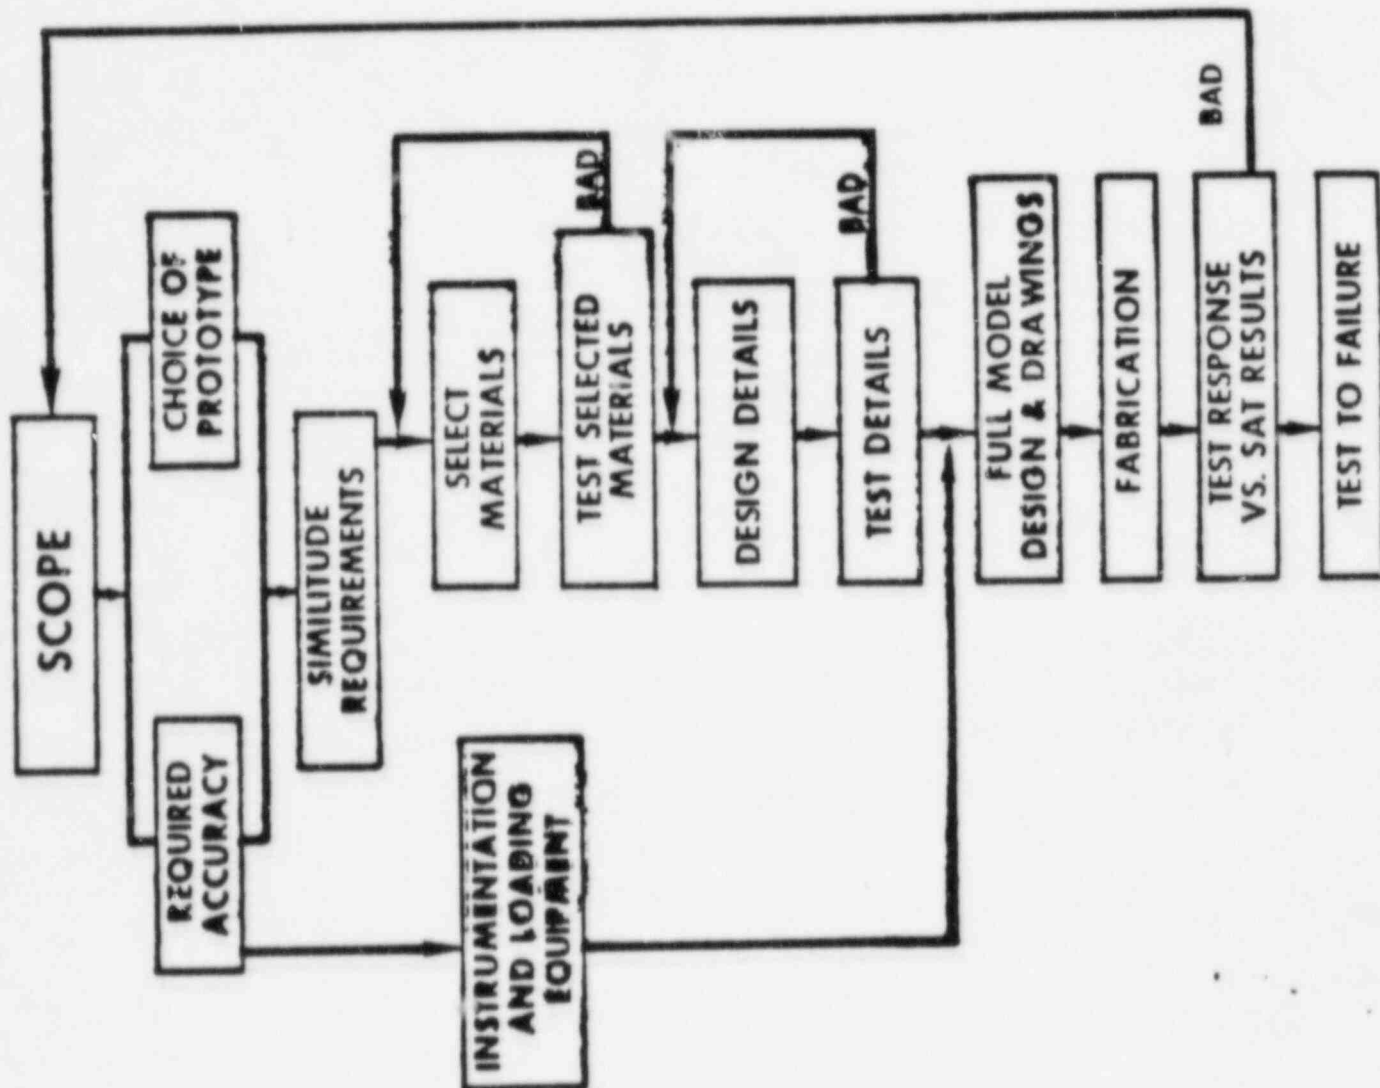 SCOPE
REQUIRED
ACCURACY
CHOICE OF
PROTOTYPE
SIMILITUDE
REQUIREMENTS
INSTRUMENTATION
AND LOADING
EQUIPMENT
SELECT
MATERIALS
TEST SELECTED
MATERIALS
BAD
DESIGN DETAILS
TEST DETAILS
BAD
FULL MODEL
DESIGN & DRAWINGS
FABRICATION
TEST RESPONSE
VS. SAT RESULTS
BAD
TEST TO FAILURE